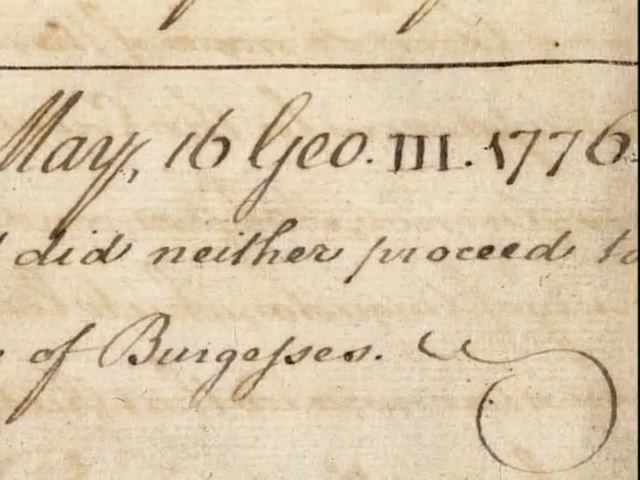 May, 16 Geo. III. 1776
did neither proceed to
of Burgesses.